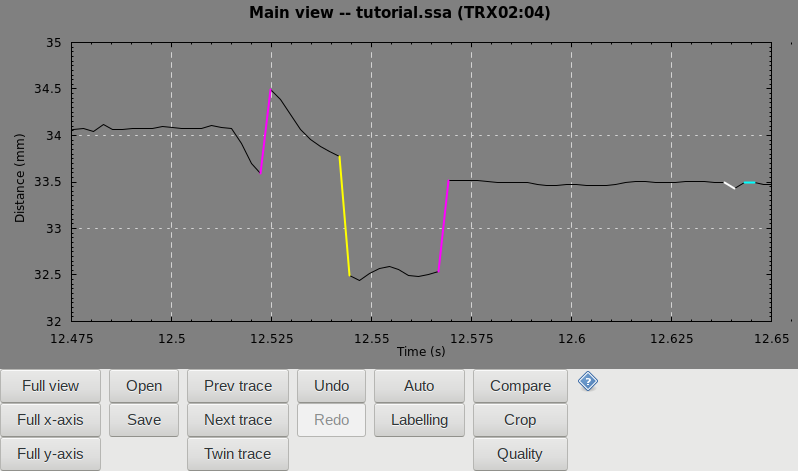 Main view -- tutorial.ssa (TRX02:04)
35
34.5
34
33.5
33
32.5
32
Distance (mm)
12.475 12.5 12.525 12.55 12.575 12.6 12.625 12.65
Time (s)
Full view Open Prev trace Undo Auto Compare ?
Full x-axis Save Next trace Redo Labelling Crop
Full y-axis Twin trace Quality